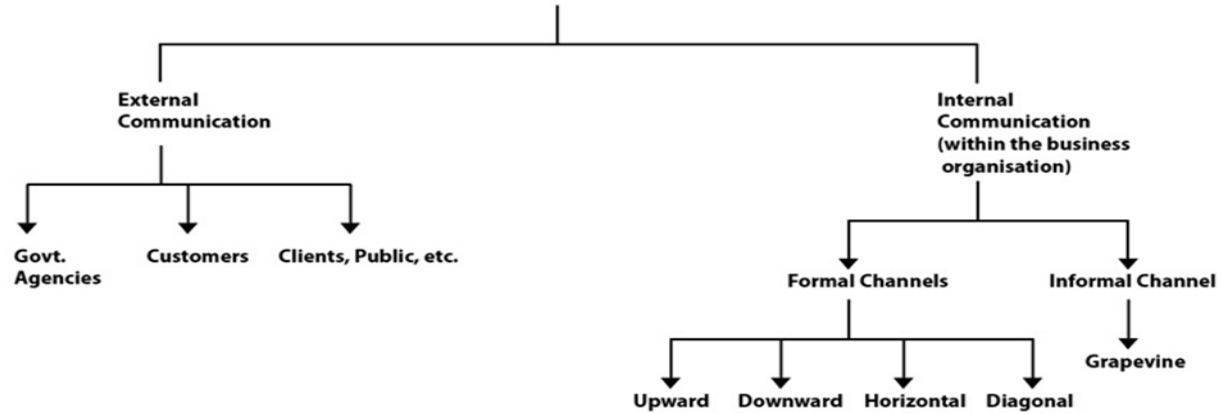 External
Communication
Internal
Communication
(within the business
organisation)
Govt.
Agencies
Customers
Clients, Public, etc.
Formal Channels
Informal Channel
Grapevine
Upward
Downward
Horizontal
Diagonal